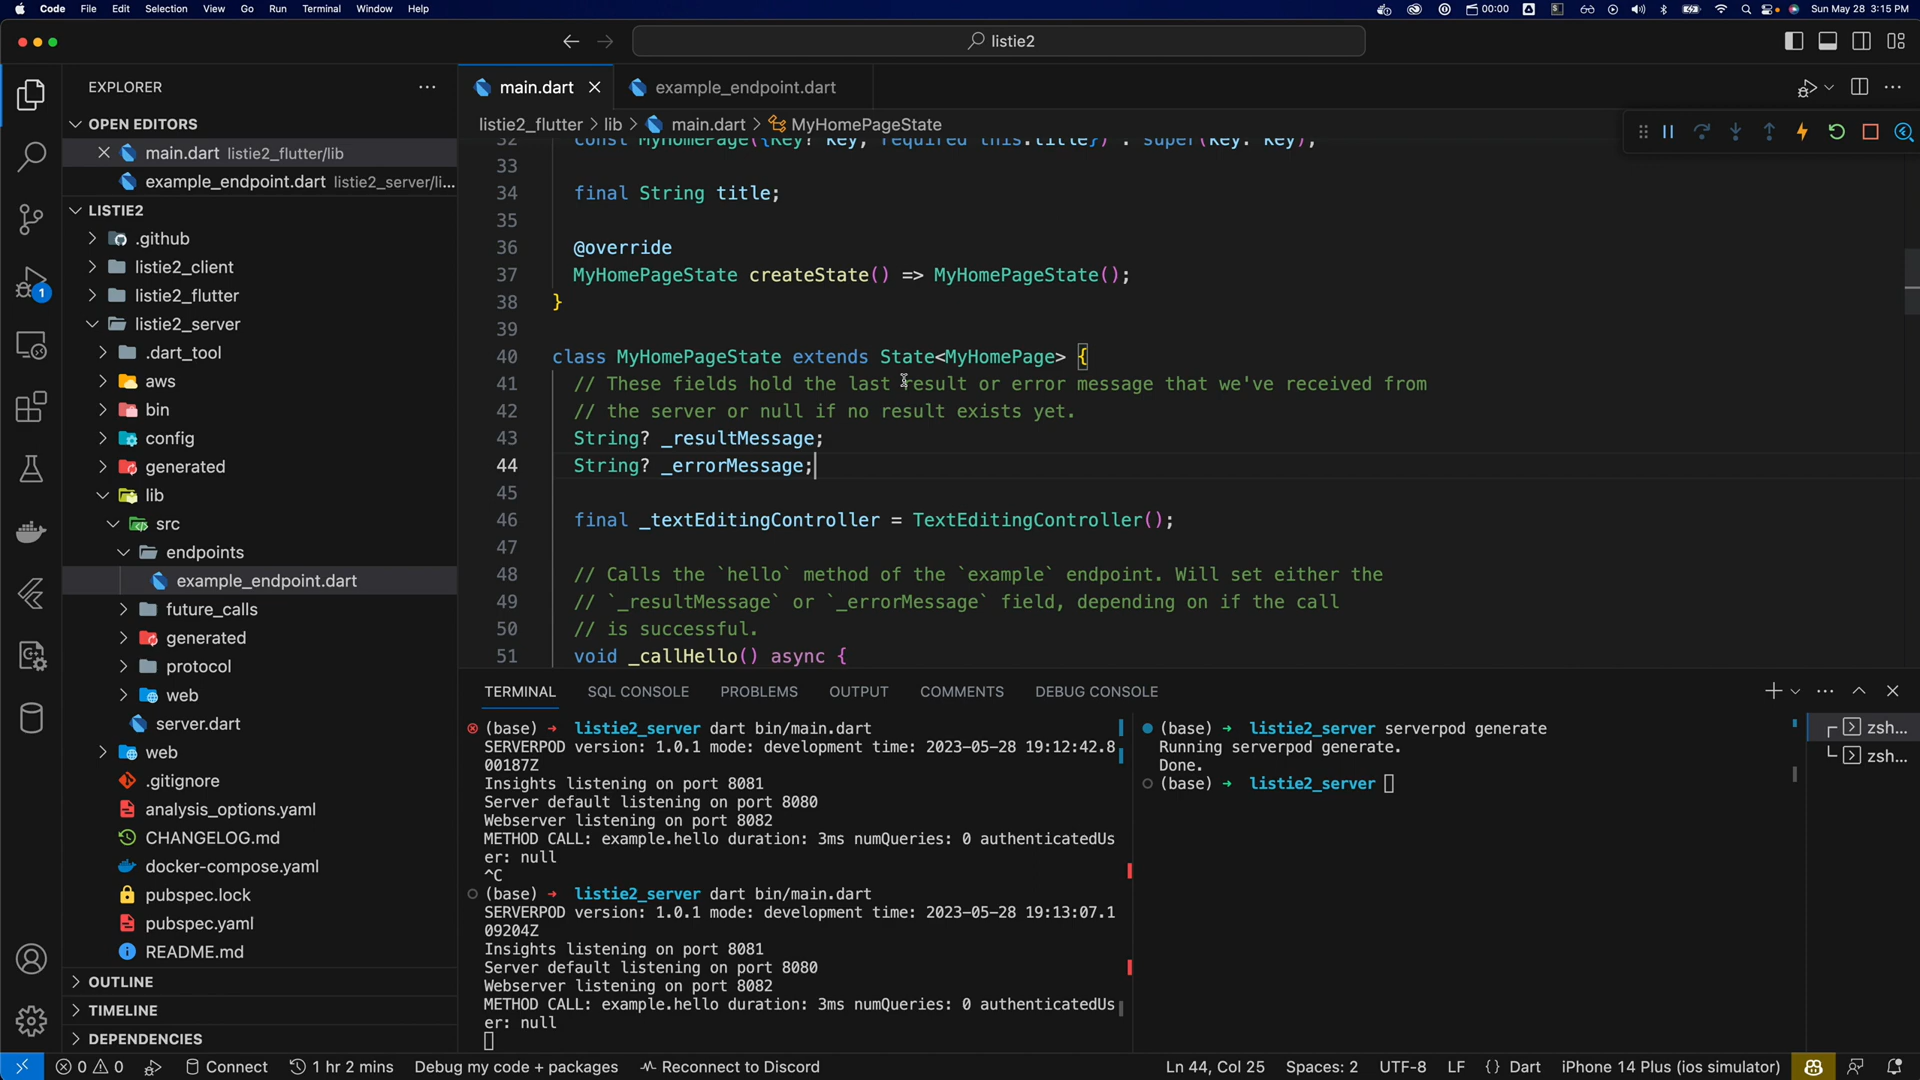 Code File Edit Selection View Go Run Terminal Window Help 00:00 Sun May 28 3:15 PM
listie2
EXPLORER
OPEN EDITORS
main.dart listie2_flutter/lib
example_endpoint.dart listie2_server/li...
LISTIE2
.github
listie2_client
listie2_flutter
listie2_server
.dart_tool
aws
bin
config
generated
lib
src
endpoints
example_endpoint.dart
future_calls
generated
protocol
web
server.dart
web
.gitignore
analysis_options.yaml
CHANGELOG.md
docker-compose.yaml
pubspec.lock
pubspec.yaml
README.md
OUTLINE
TIMELINE
DEPENDENCIES
1
main.dart example_endpoint.dart
listie2_flutter > lib > main.dart > MyHomePageState
32 const MyHomePage({Key? key, required this.title}) : super(key: key);
33
34 final String title;
35
36 @override
37 MyHomePageState createState() => MyHomePageState();
38 }
39
40 class MyHomePageState extends State<MyHomePage> {
41 // These fields hold the last result or error message that we've received from
42 // the server or null if no result exists yet.
43 String? _resultMessage;
44 String? _errorMessage;
45
46 final _textEditingController = TextEditingController();
47
48 // Calls the `hello` method of the `example` endpoint. Will set either the
49 // `_resultMessage` or `_errorMessage` field, depending on if the call
50 // is successful.
51 void _callHello() async {
TERMINAL SQL CONSOLE PROBLEMS OUTPUT COMMENTS DEBUG CONSOLE
(base) → listie2_server dart bin/main.dart
SERVERPOD version: 1.0.1 mode: development time: 2023-05-28 19:12:42.8
00187Z
Insights listening on port 8081
Server default listening on port 8080
Webserver listening on port 8082
METHOD CALL: example.hello duration: 3ms numQueries: 0 authenticatedUs
er: null
^C
(base) → listie2_server dart bin/main.dart
SERVERPOD version: 1.0.1 mode: development time: 2023-05-28 19:13:07.1
09204Z
Insights listening on port 8081
Server default listening on port 8080
Webserver listening on port 8082
METHOD CALL: example.hello duration: 3ms numQueries: 0 authenticatedUs
er: null
(base) → listie2_server serverpod generate
Running serverpod generate.
Done.
(base) → listie2_server
zsh...
zsh...
0 0 Connect 1 hr 2 mins Debug my code + packages Reconnect to Discord Ln 44, Col 25 Spaces: 2 UTF-8 LF {} Dart iPhone 14 Plus (ios simulator)